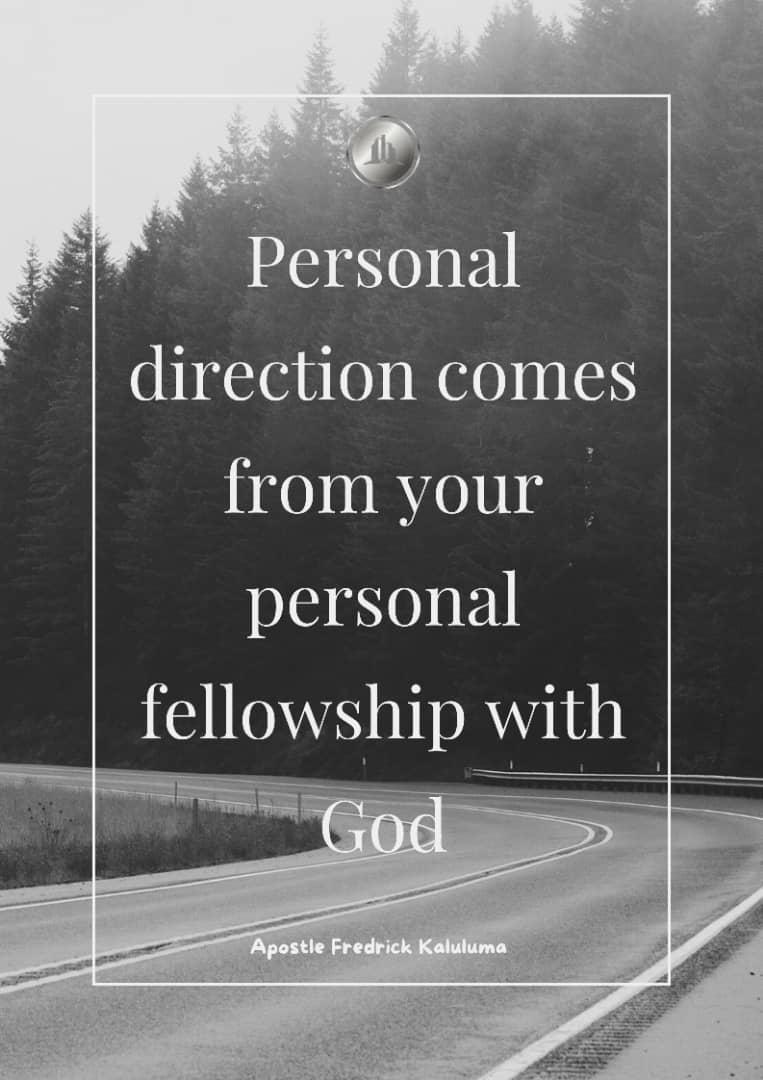 Personal
direction comes
from your
personal
fellowship with
God
Apostle Fredrick Kaluluma